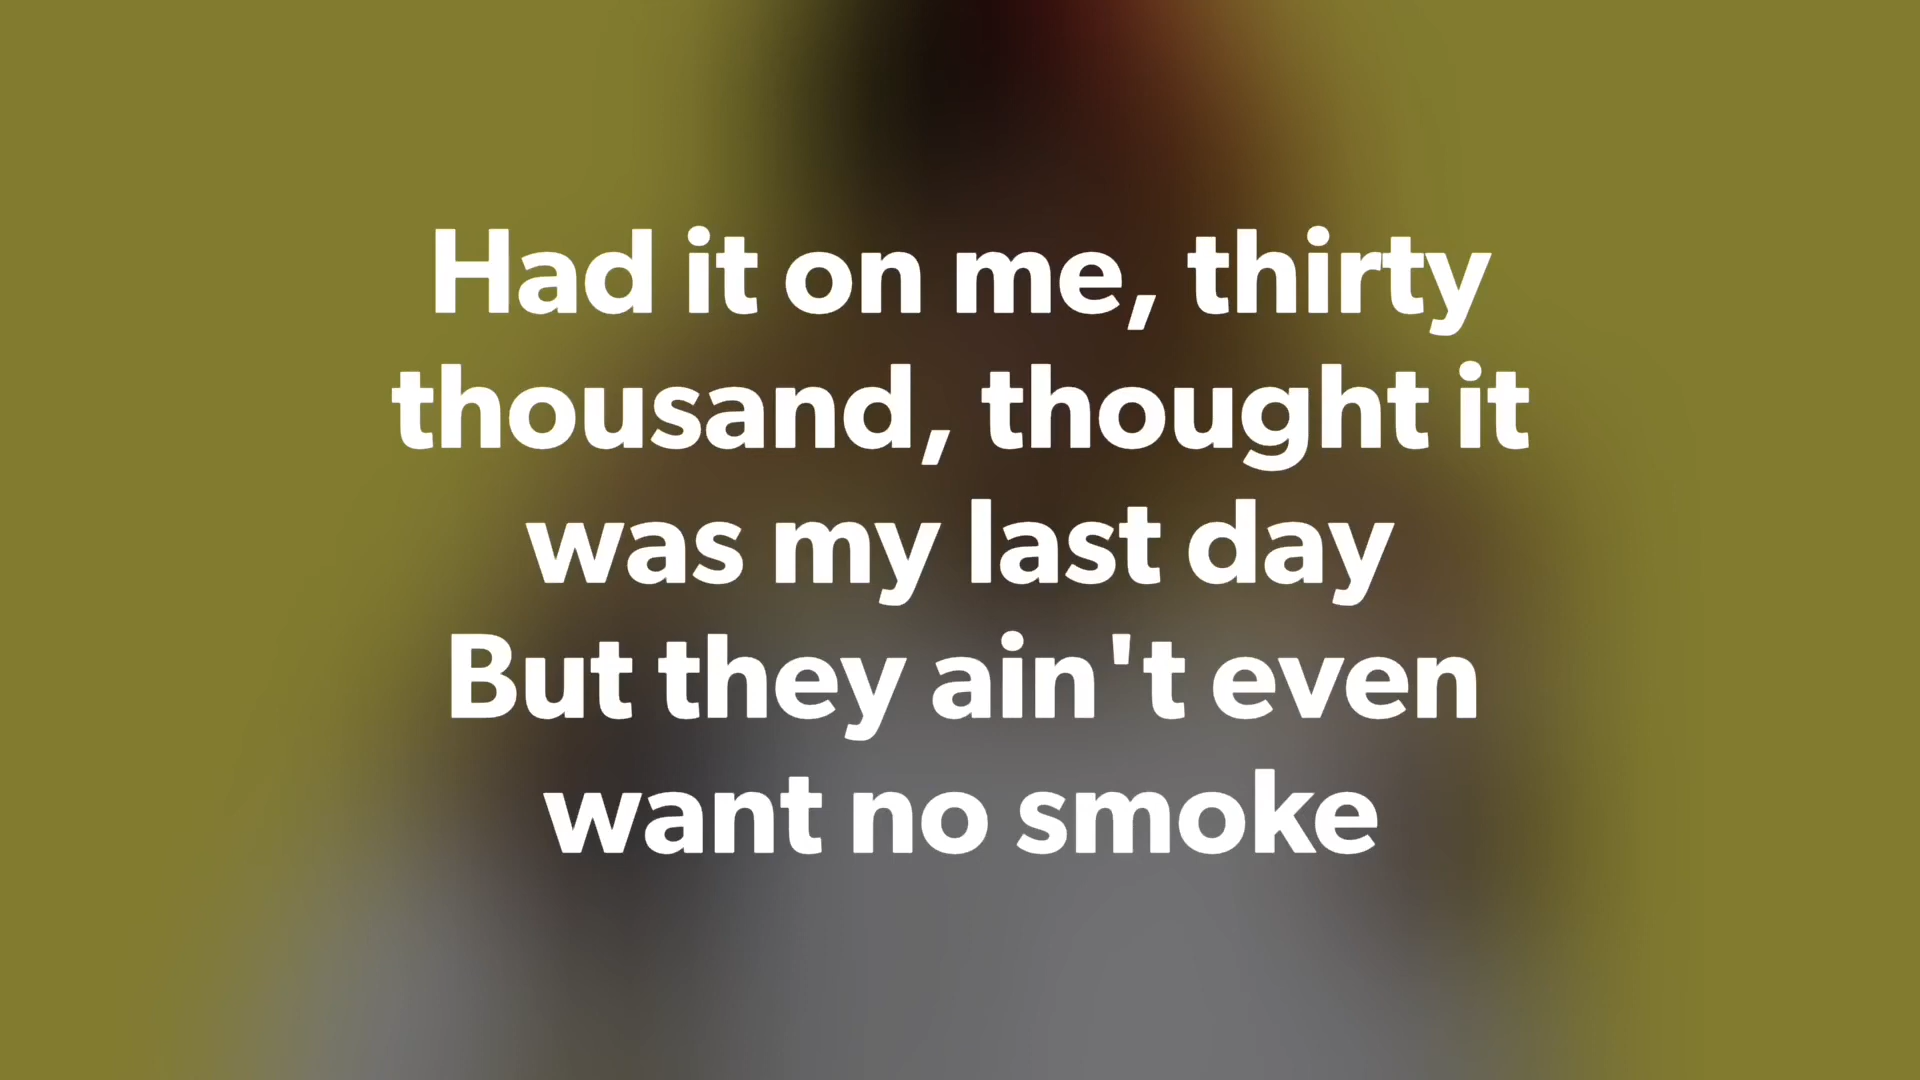 Had it on me, thirty
thousand, thought it
was my last day
But they ain't even
want no smoke